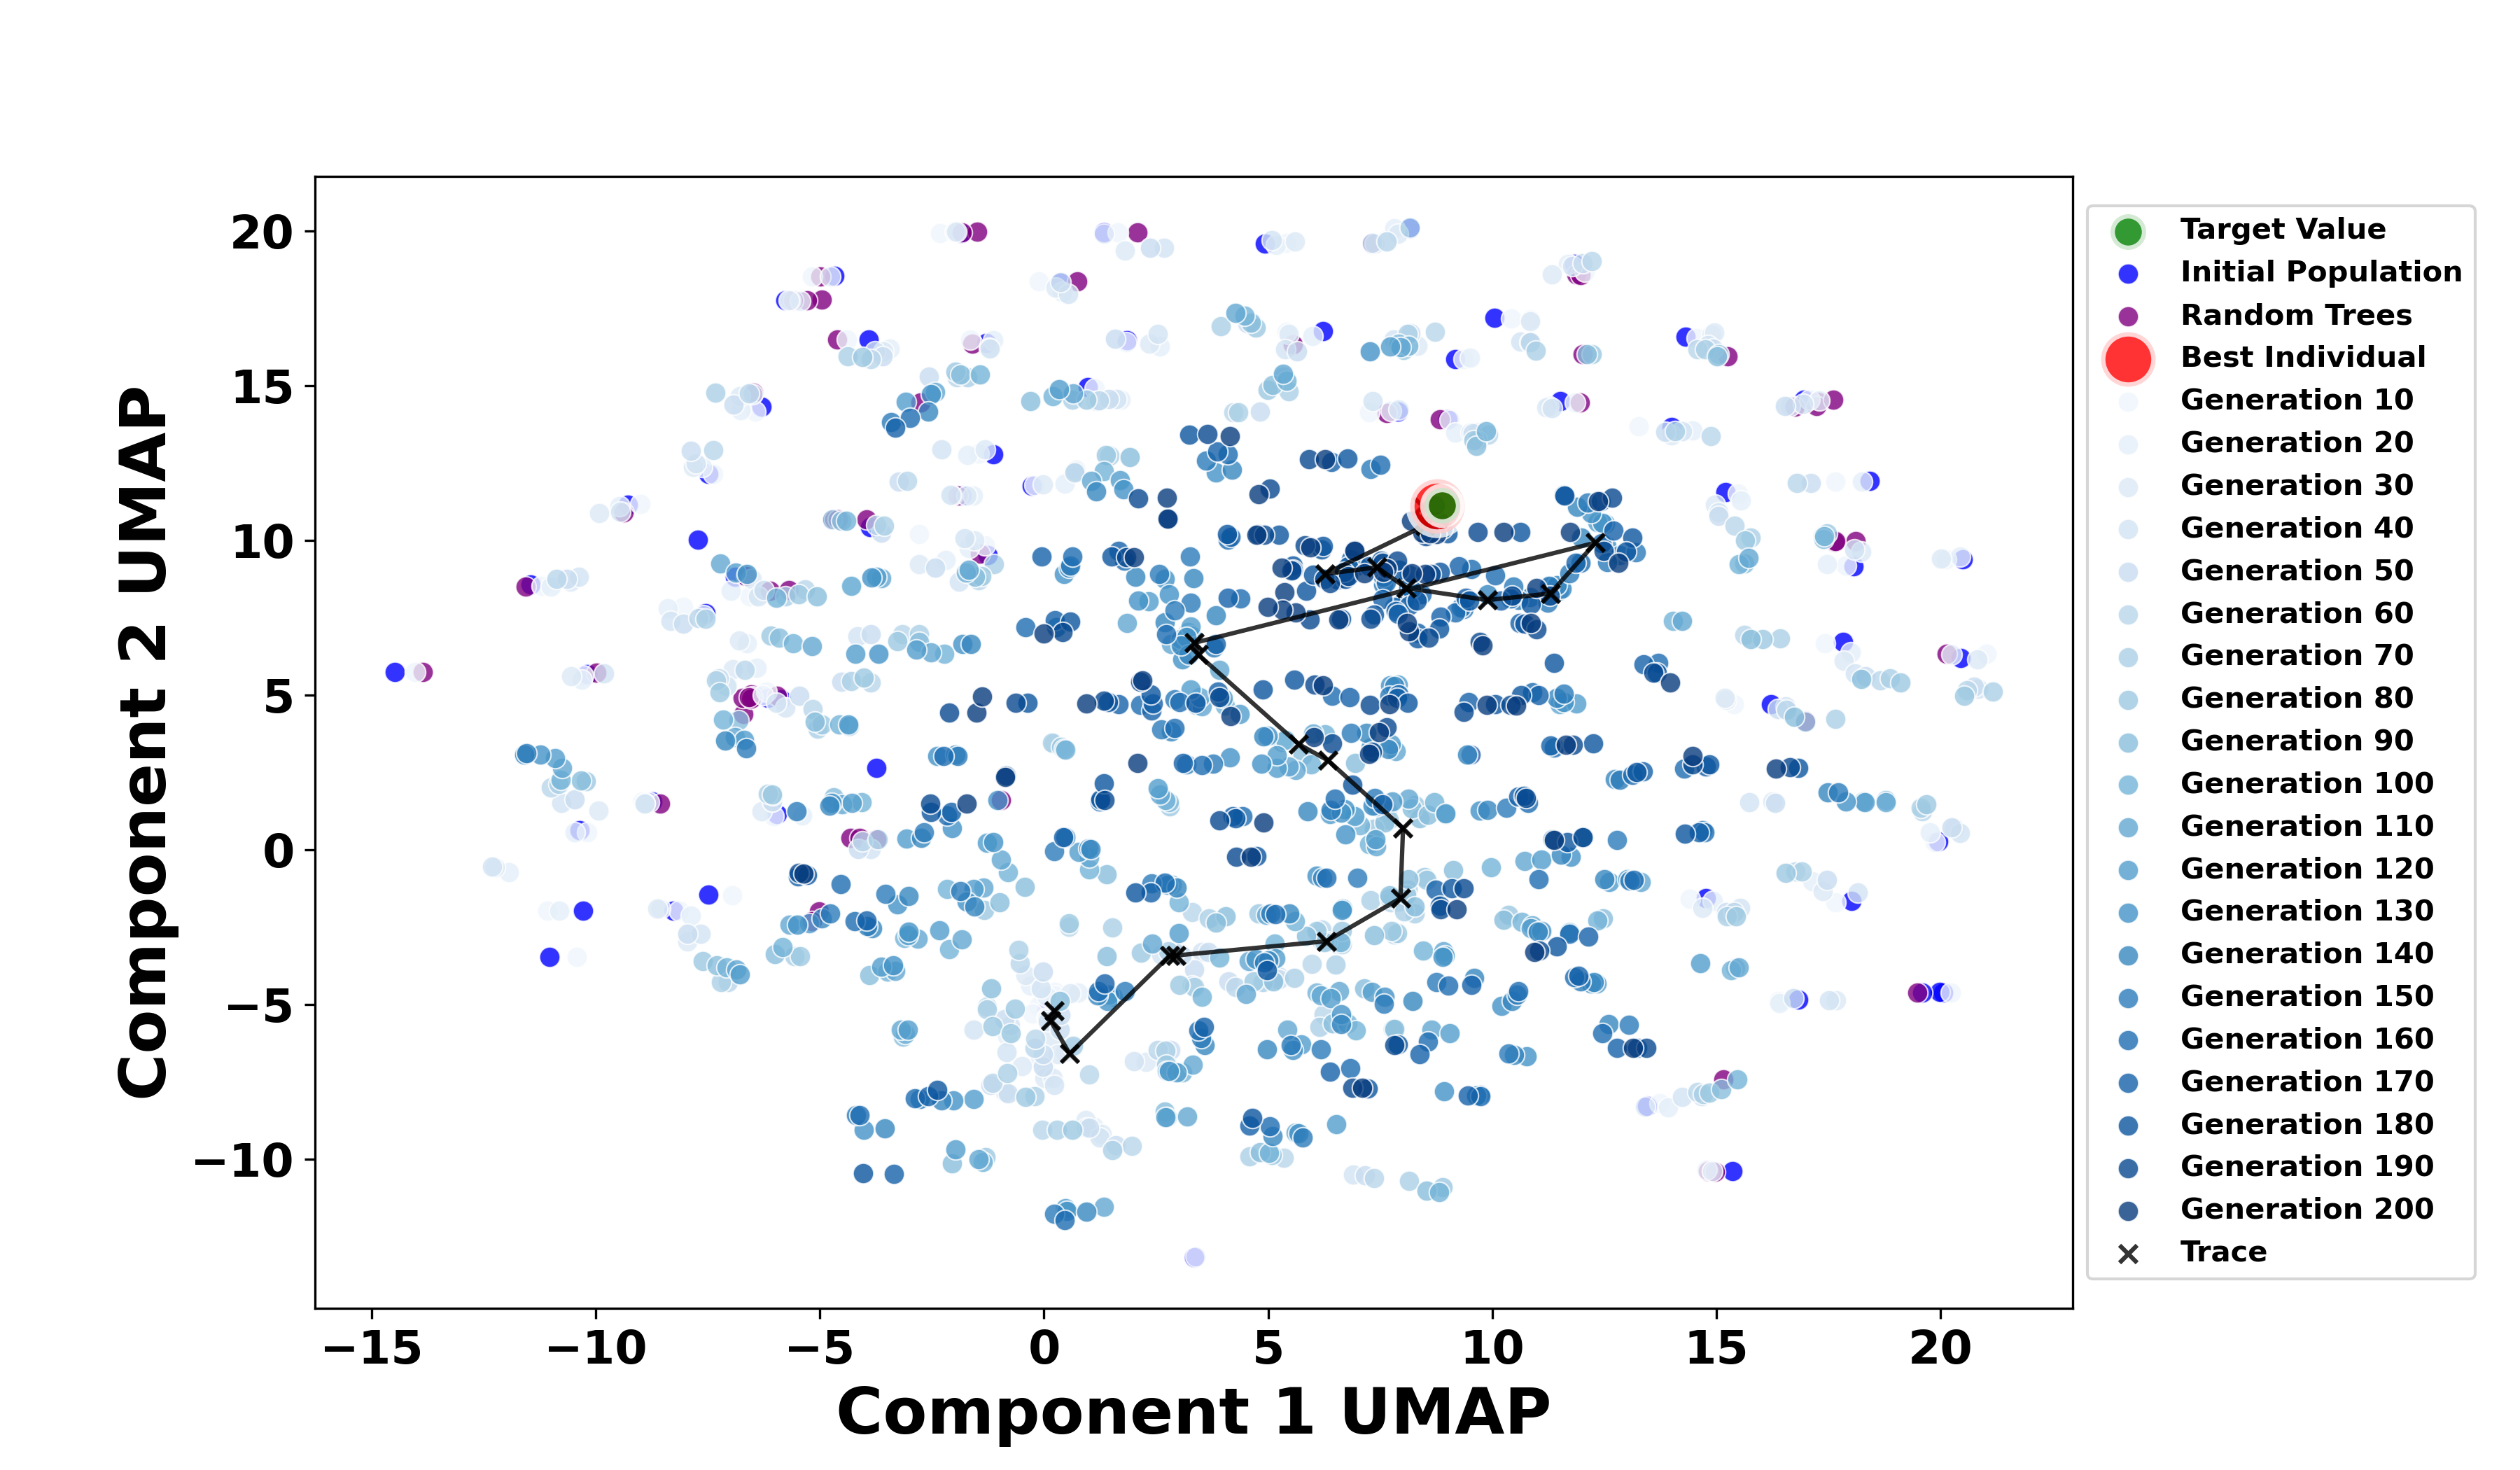 20
15
10
5
0
−5
−10
−15
−10
−5
0
5
10
15
20
Component 2 UMAP
Component 1 UMAP
Target Value
Initial Population
Random Trees
Best Individual
Generation 10
Generation 20
Generation 30
Generation 40
Generation 50
Generation 60
Generation 70
Generation 80
Generation 90
Generation 100
Generation 110
Generation 120
Generation 130
Generation 140
Generation 150
Generation 160
Generation 170
Generation 180
Generation 190
Generation 200
Trace